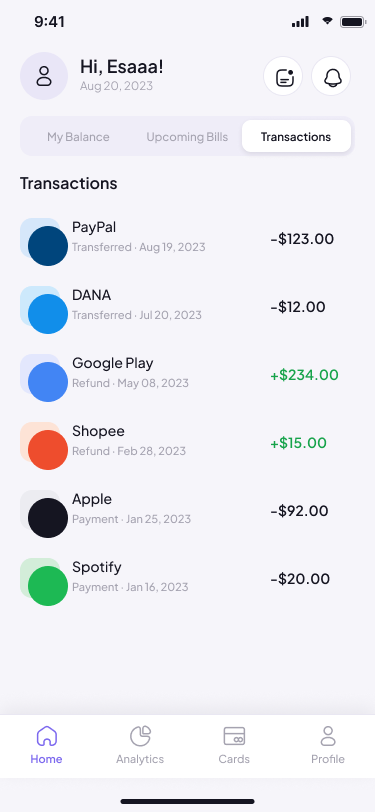 9:41
Hi, Esaaa!
Aug 20, 2023
My Balance
Upcoming Bills
Transactions
Transactions
PayPal
Transferred · Aug 19, 2023
-$123.00
DANA
Transferred · Jul 20, 2023
-$12.00
Google Play
Refund · May 08, 2023
+$234.00
Shopee
Refund · Feb 28, 2023
+$15.00
Apple
Payment · Jan 25, 2023
-$92.00
Spotify
Payment · Jan 16, 2023
-$20.00
Home
Analytics
Cards
Profile